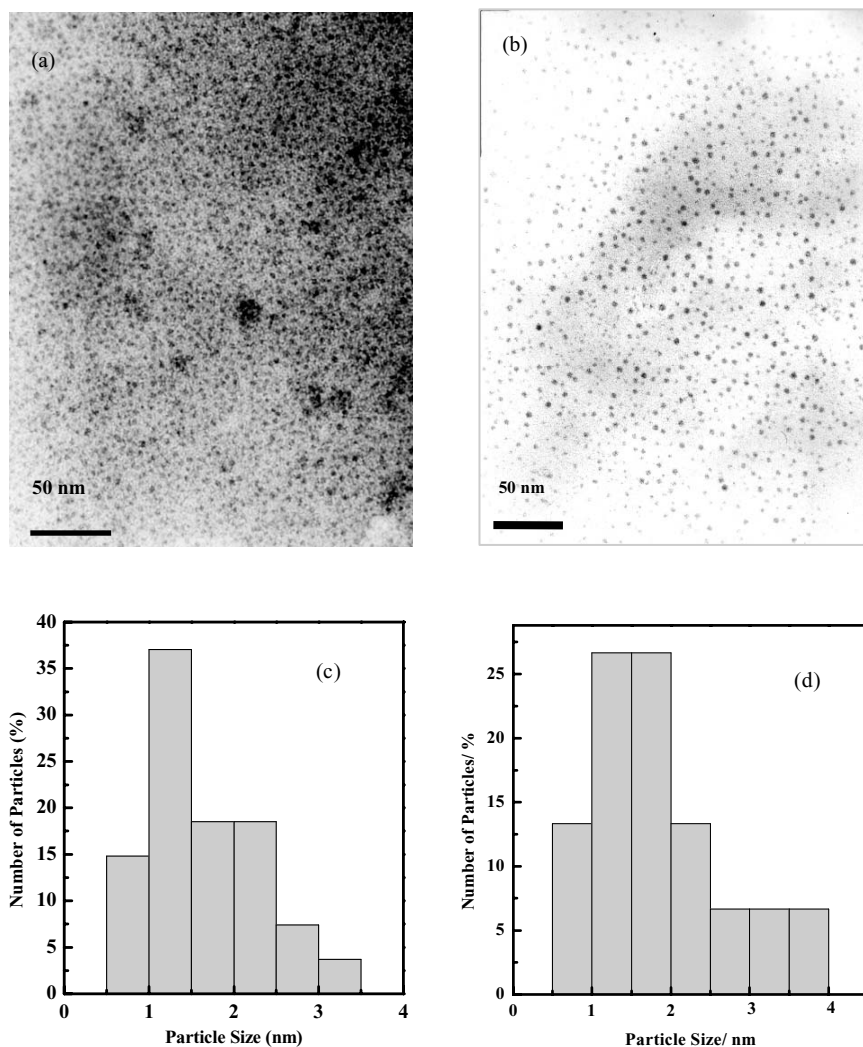 (a)
50 nm
(b)
50 nm
40
35
30
25
20
15
10
5
0
0 1 2 3 4
Number of Particles (%)
Particle Size (nm)
(c)
25
20
15
10
5
0
0 1 2 3 4
Number of Particles/ %
Particle Size/ nm
(d)